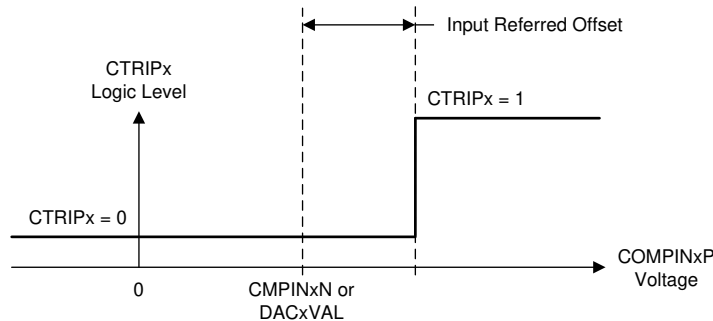 Input Referred Offset
CTRIPx
Logic Level
CTRIPx = 1
CTRIPx = 0
COMPINxP
Voltage
0
CMPINxN or
DACxVAL